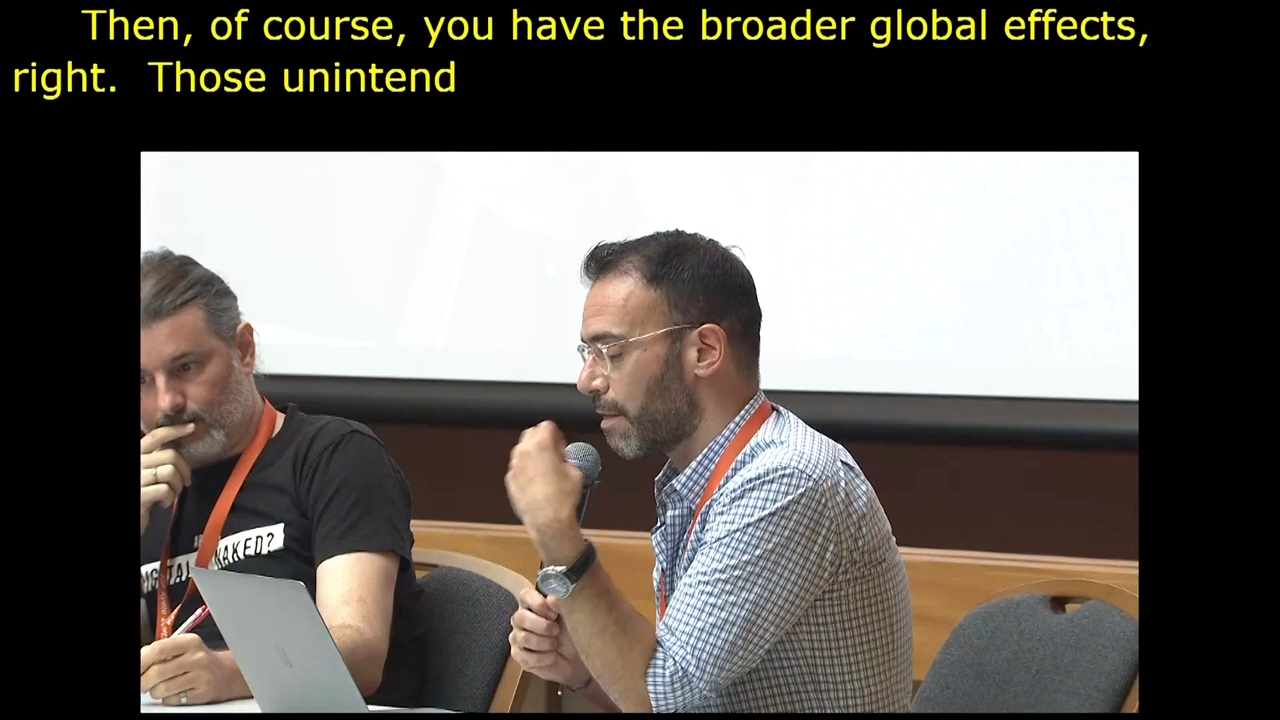 Then, of course, you have the broader global effects,
right.  Those unintend
NAKED?